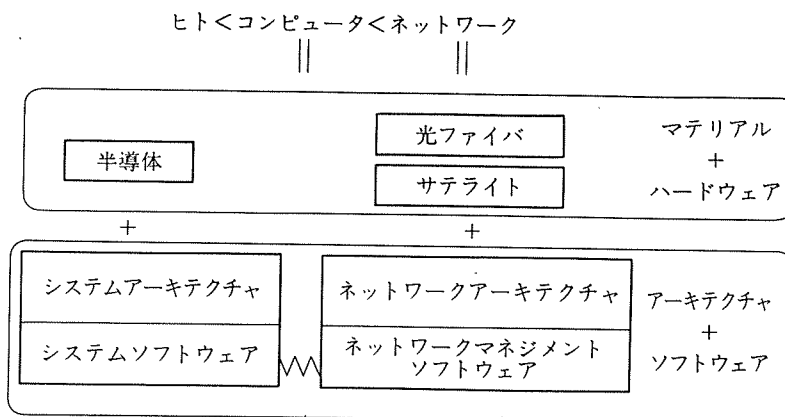 ヒト<コンピュータ<ネットワーク
半導体
光ファイバ
サテライト
マテリアル
+
ハードウェア
+
+
システムアーキテクチャ
システムソフトウェア
ネットワークアーキテクチャ
ネットワークマネジメント
ソフトウェア
アーキテクチャ
+
ソフトウェア